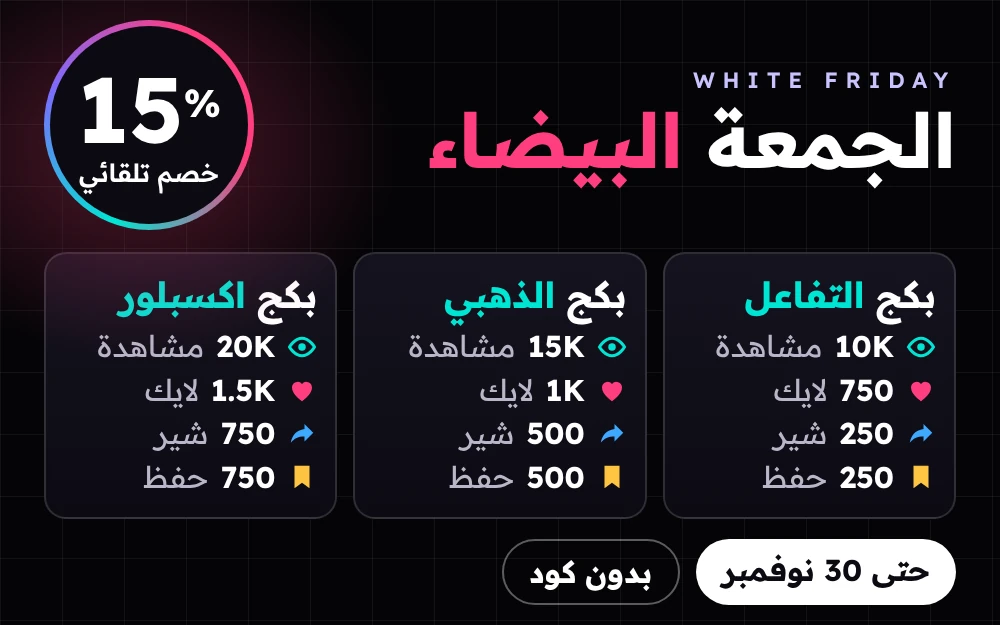 WHITE FRIDAY
الجمعة البيضاء
15%
خصم تلقائي
بكج التفاعل
10K مشاهدة
750 لايك
250 شير
250 حفظ
بكج الذهبي
15K مشاهدة
1K لايك
500 شير
500 حفظ
بكج اكسبلور
20K مشاهدة
1.5K لايك
750 شير
750 حفظ
حتى 30 نوفمبر
بدون كود